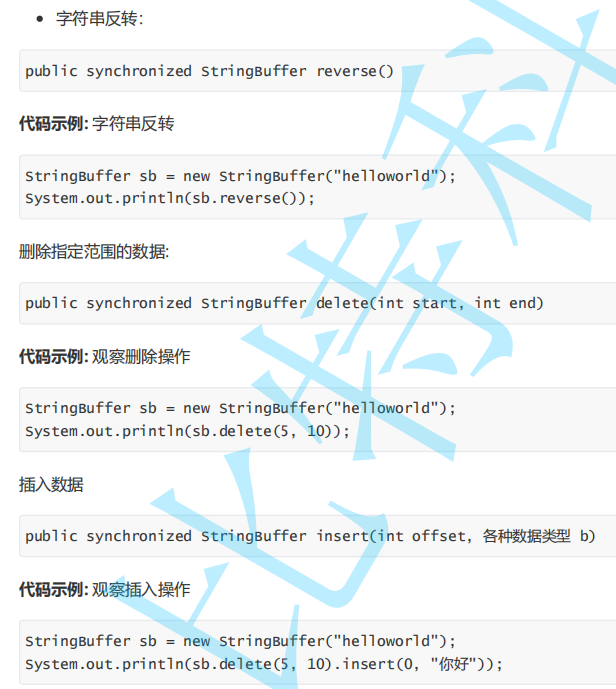 字符串反转：
public synchronized StringBuffer reverse()
代码示例: 字符串反转
StringBuffer sb = new StringBuffer("helloworld");
System.out.println(sb.reverse());
删除指定范围的数据:
public synchronized StringBuffer delete(int start, int end)
代码示例: 观察删除操作
StringBuffer sb = new StringBuffer("helloworld");
System.out.println(sb.delete(5, 10));
插入数据
public synchronized StringBuffer insert(int offset, 各种数据类型 b)
代码示例: 观察插入操作
StringBuffer sb = new StringBuffer("helloworld");
System.out.println(sb.delete(5, 10).insert(0, "你好"));
比特科